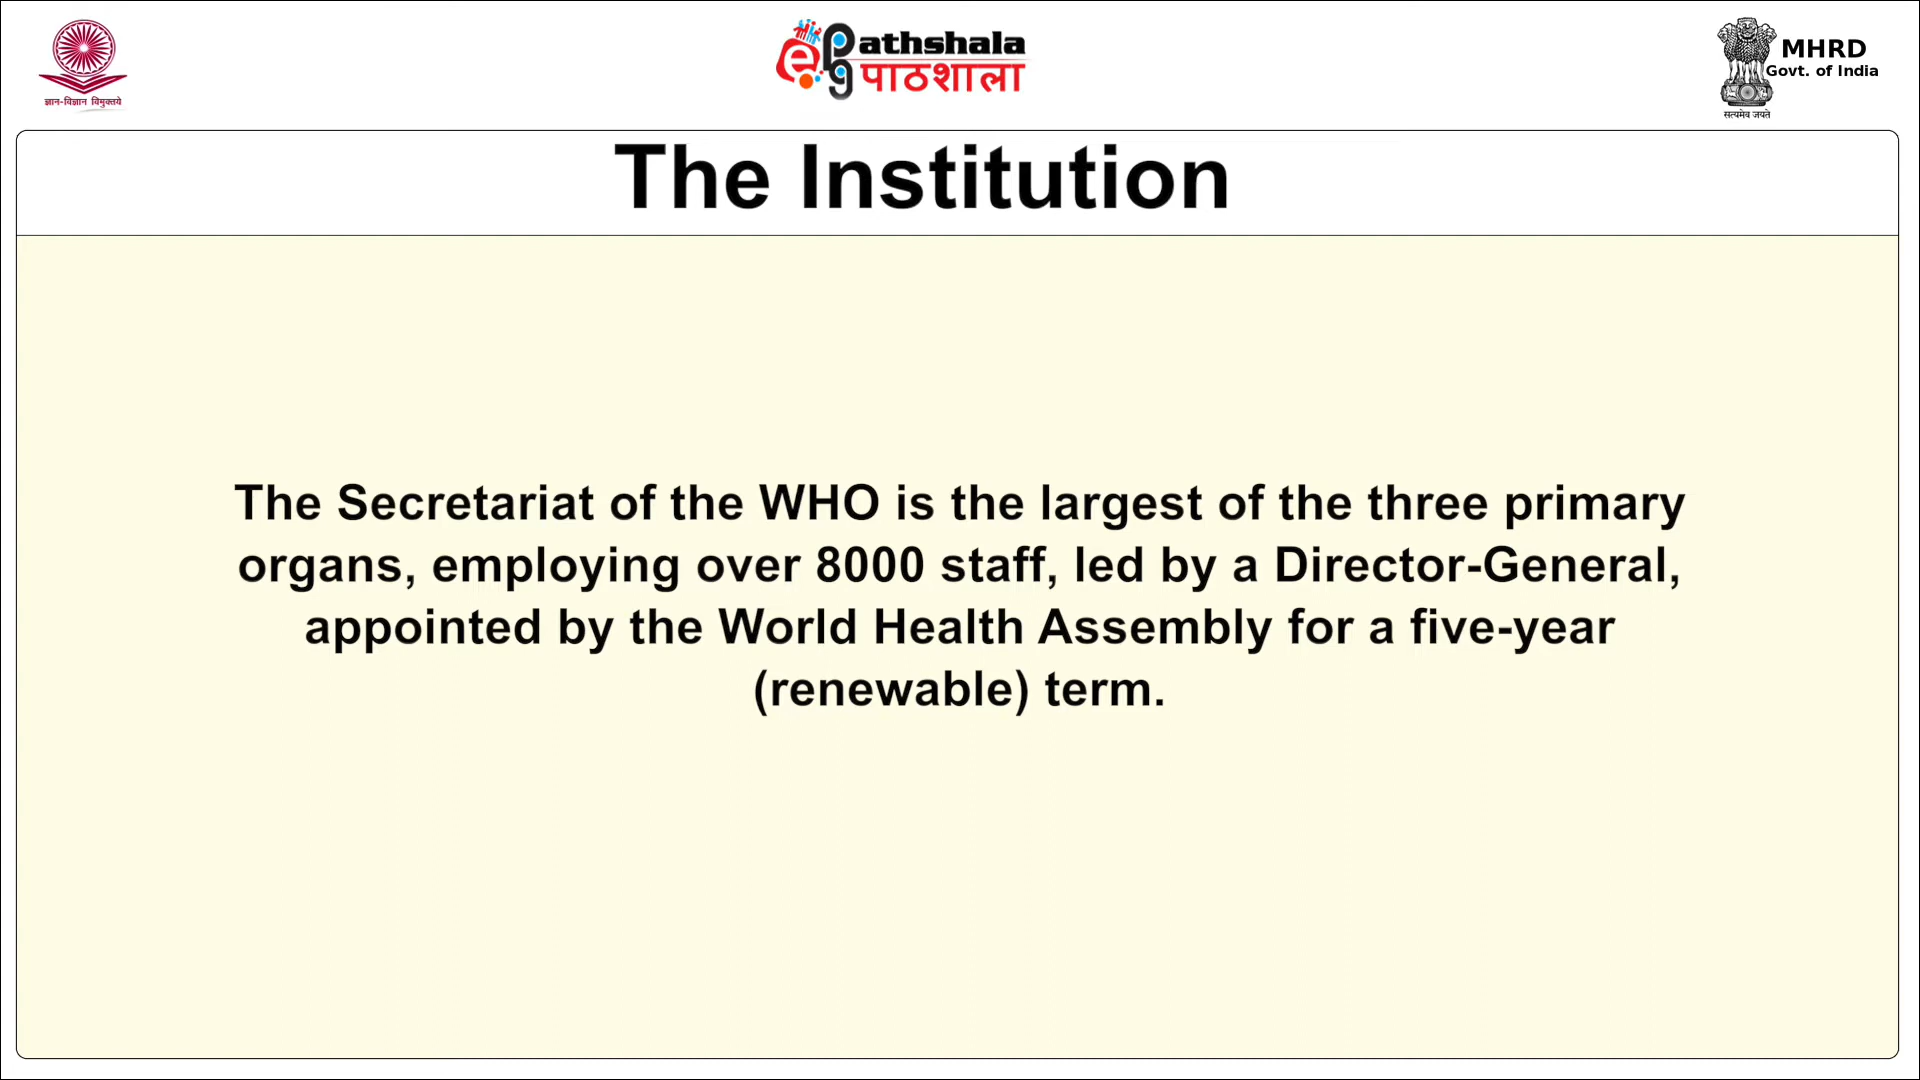 ज्ञान-विज्ञान विमुक्तये
ePG Pathshala
पाठशाला
MHRD
Govt. of India
सत्यमेव जयते
The Institution
The Secretariat of the WHO is the largest of the three primary
organs, employing over 8000 staff, led by a Director-General,
appointed by the World Health Assembly for a five-year
(renewable) term.